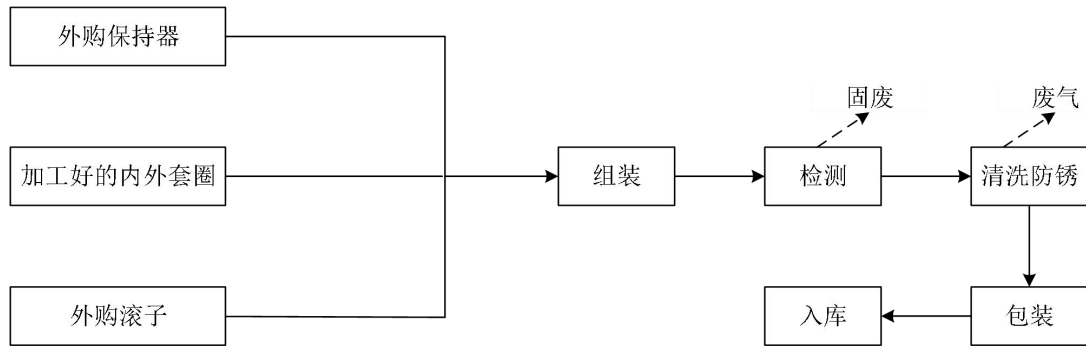 外购保持器
固废
废气
加工好的内外套圈
组装
检测
清洗防锈
外购滚子
入库
包装